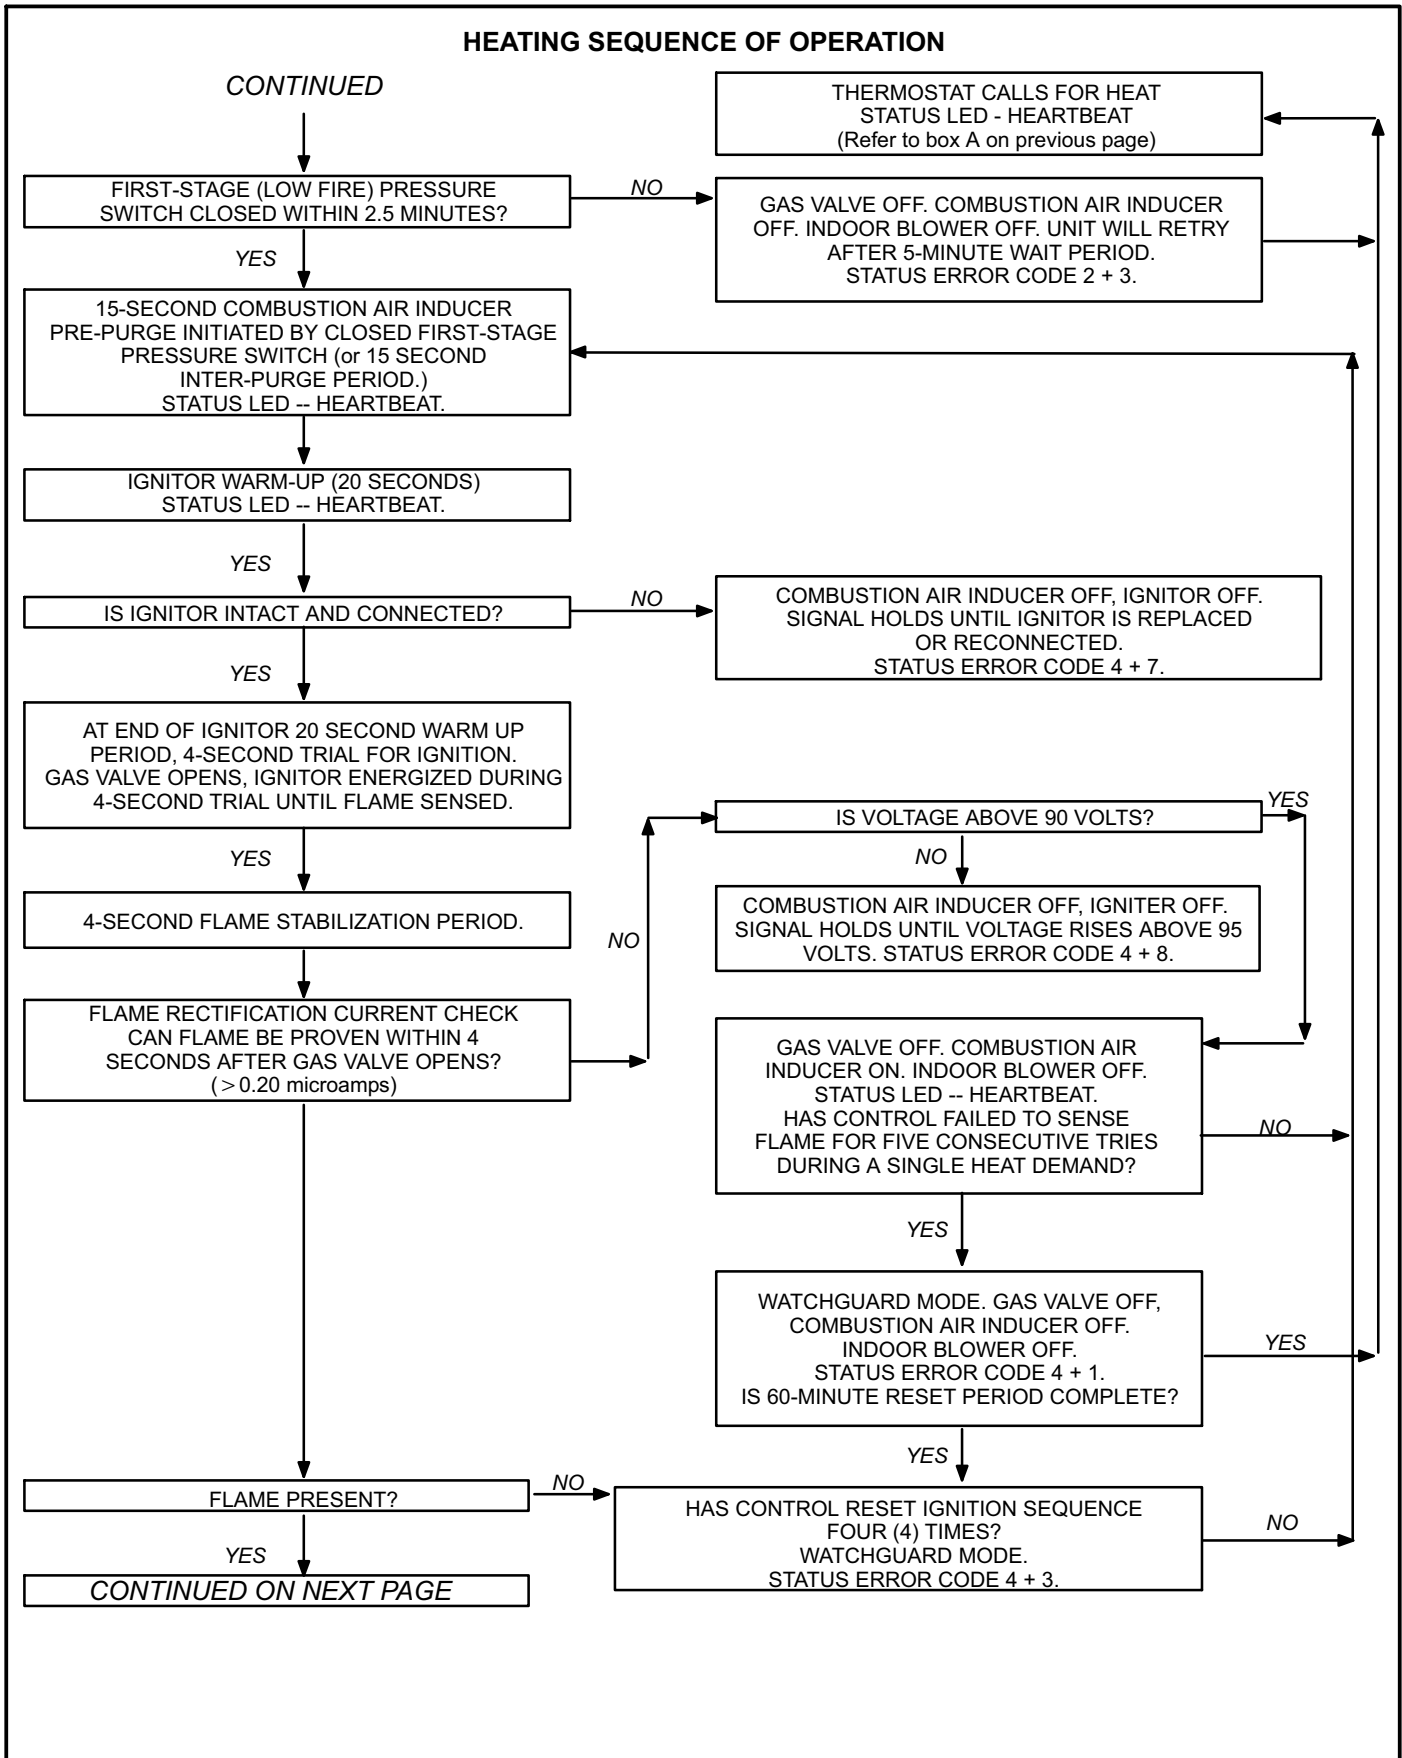 HEATING SEQUENCE OF OPERATION
CONTINUED
THERMOSTAT CALLS FOR HEAT
STATUS LED - HEARTBEAT
(Refer to box A on previous page)
FIRST-STAGE (LOW FIRE) PRESSURE
SWITCH CLOSED WITHIN 2.5 MINUTES?
NO
GAS VALVE OFF. COMBUSTION AIR INDUCER
OFF. INDOOR BLOWER OFF. UNIT WILL RETRY
AFTER 5-MINUTE WAIT PERIOD.
STATUS ERROR CODE 2 + 3.
YES
15-SECOND COMBUSTION AIR INDUCER
PRE-PURGE INITIATED BY CLOSED FIRST-STAGE
PRESSURE SWITCH (or 15 SECOND
INTER-PURGE PERIOD.)
STATUS LED -- HEARTBEAT.
IGNITOR WARM-UP (20 SECONDS)
STATUS LED -- HEARTBEAT.
YES
IS IGNITOR INTACT AND CONNECTED?
NO
COMBUSTION AIR INDUCER OFF, IGNITOR OFF.
SIGNAL HOLDS UNTIL IGNITOR IS REPLACED
OR RECONNECTED.
STATUS ERROR CODE 4 + 7.
YES
AT END OF IGNITOR 20 SECOND WARM UP
PERIOD, 4-SECOND TRIAL FOR IGNITION.
GAS VALVE OPENS, IGNITOR ENERGIZED DURING
4-SECOND TRIAL UNTIL FLAME SENSED.
YES
4-SECOND FLAME STABILIZATION PERIOD.
FLAME RECTIFICATION CURRENT CHECK
CAN FLAME BE PROVEN WITHIN 4
SECONDS AFTER GAS VALVE OPENS?
(>0.20 microamps)
NO
IS VOLTAGE ABOVE 90 VOLTS?
YES
NO
COMBUSTION AIR INDUCER OFF, IGNITER OFF.
SIGNAL HOLDS UNTIL VOLTAGE RISES ABOVE 95
VOLTS. STATUS ERROR CODE 4 + 8.
GAS VALVE OFF. COMBUSTION AIR
INDUCER ON. INDOOR BLOWER OFF.
STATUS LED -- HEARTBEAT.
HAS CONTROL FAILED TO SENSE
FLAME FOR FIVE CONSECUTIVE TRIES
DURING A SINGLE HEAT DEMAND?
NO
YES
WATCHGUARD MODE. GAS VALVE OFF,
COMBUSTION AIR INDUCER OFF.
INDOOR BLOWER OFF.
STATUS ERROR CODE 4 + 1.
IS 60-MINUTE RESET PERIOD COMPLETE?
YES
YES
FLAME PRESENT?
NO
HAS CONTROL RESET IGNITION SEQUENCE
FOUR (4) TIMES?
WATCHGUARD MODE.
STATUS ERROR CODE 4 + 3.
NO
YES
CONTINUED ON NEXT PAGE